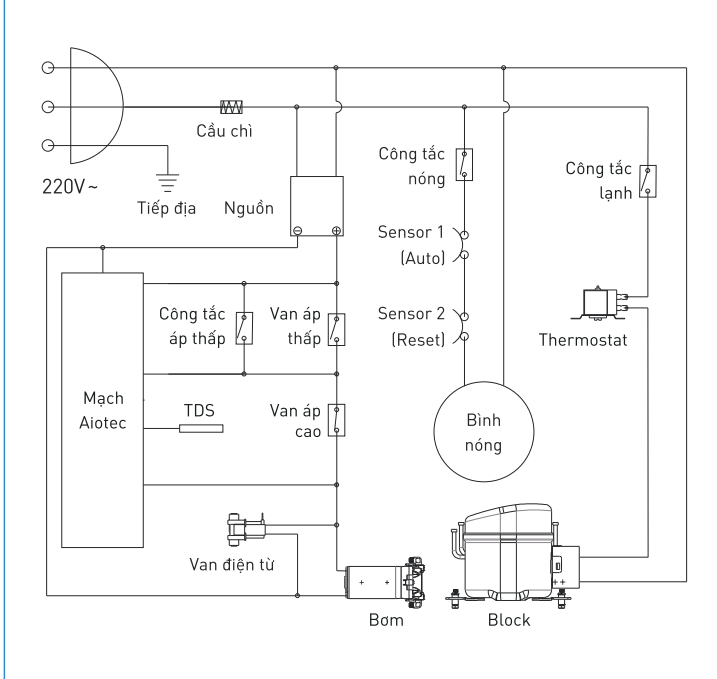 Cầu chì
220V~
Tiếp địa
Nguồn
Công tắc
nóng
Công tắc
lạnh
Sensor 1
(Auto)
Sensor 2
(Reset)
Thermostat
Công tắc
áp thấp
Van áp
thấp
Mạch
Aiotec
TDS
Van áp
cao
Bình
nóng
Van điện từ
Bơm
Block